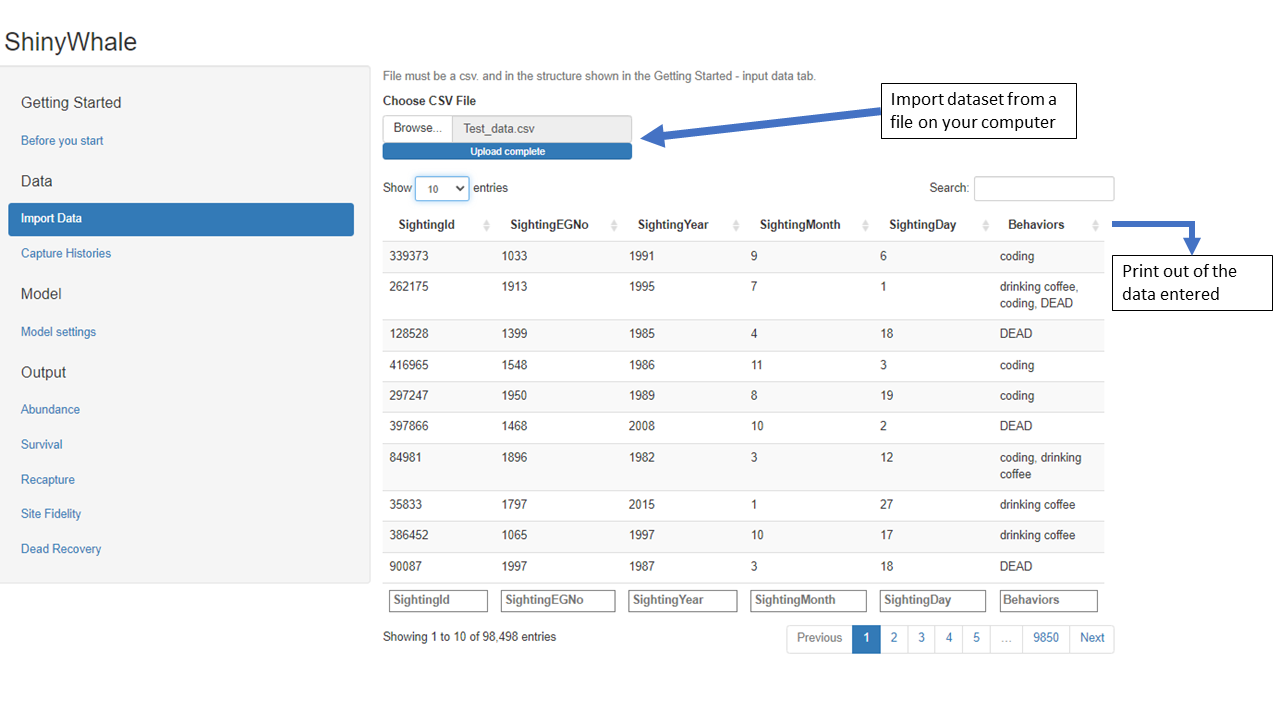 ShinyWhale
Getting Started
Before you start
Data
Import Data
Capture Histories
Model
Model settings
Output
Abundance
Survival
Recapture
Site Fidelity
Dead Recovery
File must be a csv. and in the structure shown in the Getting Started - input data tab.
Choose CSV File
Browse... Test_data.csv
Upload complete
Import dataset from a
file on your computer
Show 10 entries Search:
SightingId SightingEGNo SightingYear SightingMonth SightingDay Behaviors
339373 1033 1991 9 6 coding
262175 1913 1995 7 1 drinking coffee,
coding, DEAD
128528 1399 1985 4 18 DEAD
416965 1548 1986 11 3 coding
297247 1950 1989 8 19 coding
397866 1468 2008 10 2 DEAD
84981 1896 1982 3 12 coding, drinking
coffee
35833 1797 2015 1 27 drinking coffee
386452 1065 1997 10 17 drinking coffee
90087 1997 1987 3 18 DEAD
SightingId SightingEGNo SightingYear SightingMonth SightingDay Behaviors
Showing 1 to 10 of 98,498 entries
Previous 1 2 3 4 5 ... 9850 Next
Print out of the
data entered